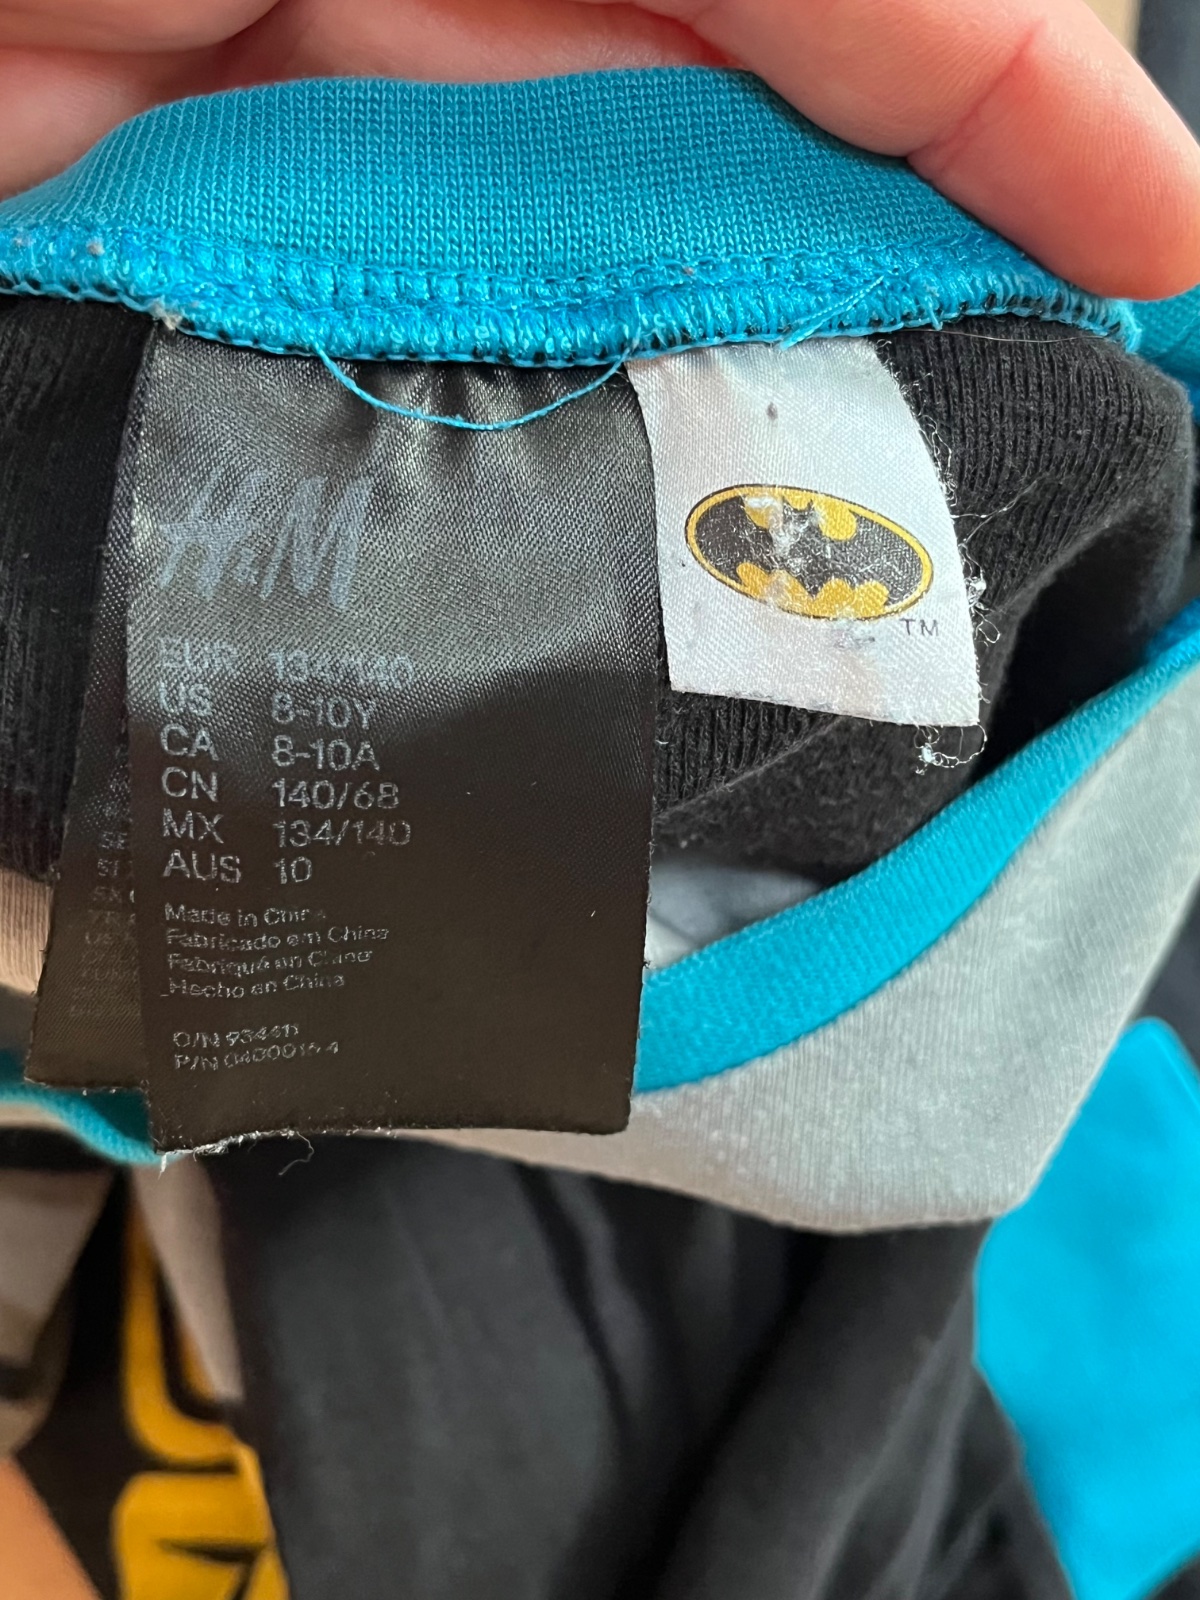 H&M
EUR 134/140
US 8-10Y
CA 8-10A
CN 140/68
MX 134/140
AUS 10
Made in China
Fabricado em China
Fabriqué en Chine
Hecho en China
O/N
P/N
TM